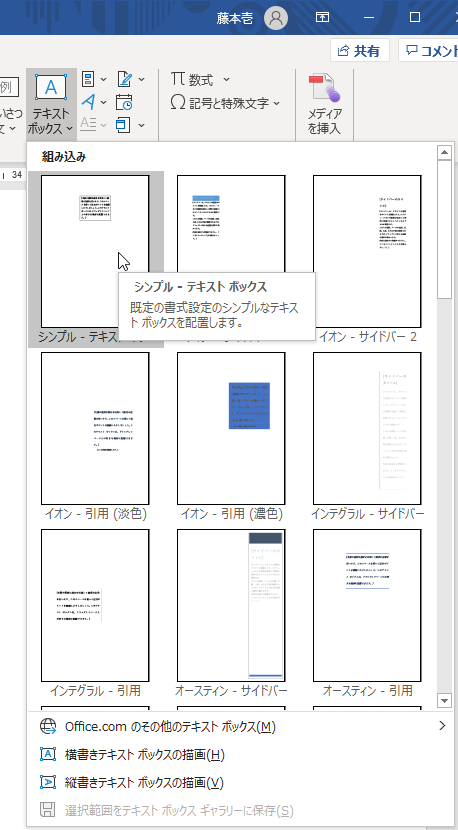 藤本壱
共有
コメント
例
テキスト
ボックス
いさつ
文
数式
記号と特殊文字
メディア
を挿入
34
組み込み
シンプル - テキスト
シンプル - テキスト ボックス
既定の書式設定のシンプルなテキス
ト ボックスを配置します。
イオン - サイドバー 2
イオン - 引用 (淡色)
イオン - 引用 (濃色)
インテグラル - サイドバー
インテグラル - 引用
オースティン - サイドバー
オースティン - 引用
Office.com のその他のテキスト ボックス(M)
横書きテキスト ボックスの描画(H)
縦書きテキスト ボックスの描画(V)
選択範囲をテキスト ボックス ギャラリーに保存(S)